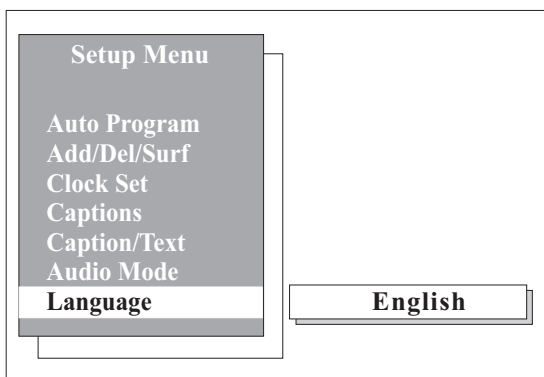 Setup Menu
Auto Program
Add/Del/Surf
Clock Set
Captions
Caption/Text
Audio Mode
Language
English